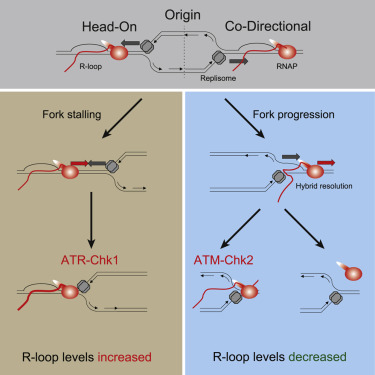 Origin
Head-On
Co-Directional
R-loop
Replisome
RNAP
Fork stalling
Fork progression
Hybrid resolution
ATR-Chk1
ATM-Chk2
R-loop levels increased
R-loop levels decreased